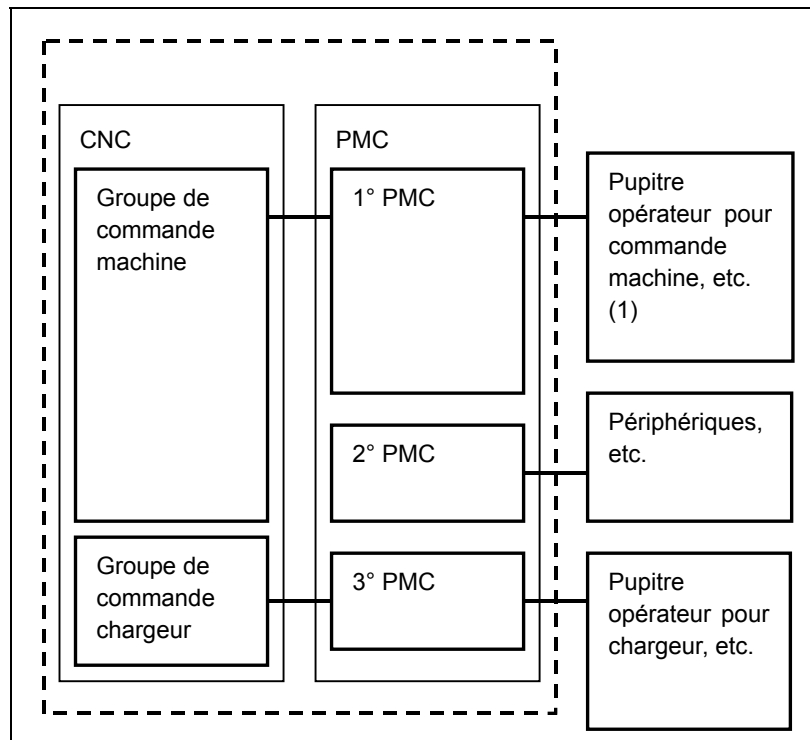 CNC
Groupe de
commande
machine
Groupe de
commande
chargeur
PMC
1° PMC
2° PMC
3° PMC
Pupitre
opérateur pour
commande
machine, etc.
(1)
Périphériques,
etc.
Pupitre
opérateur pour
chargeur, etc.